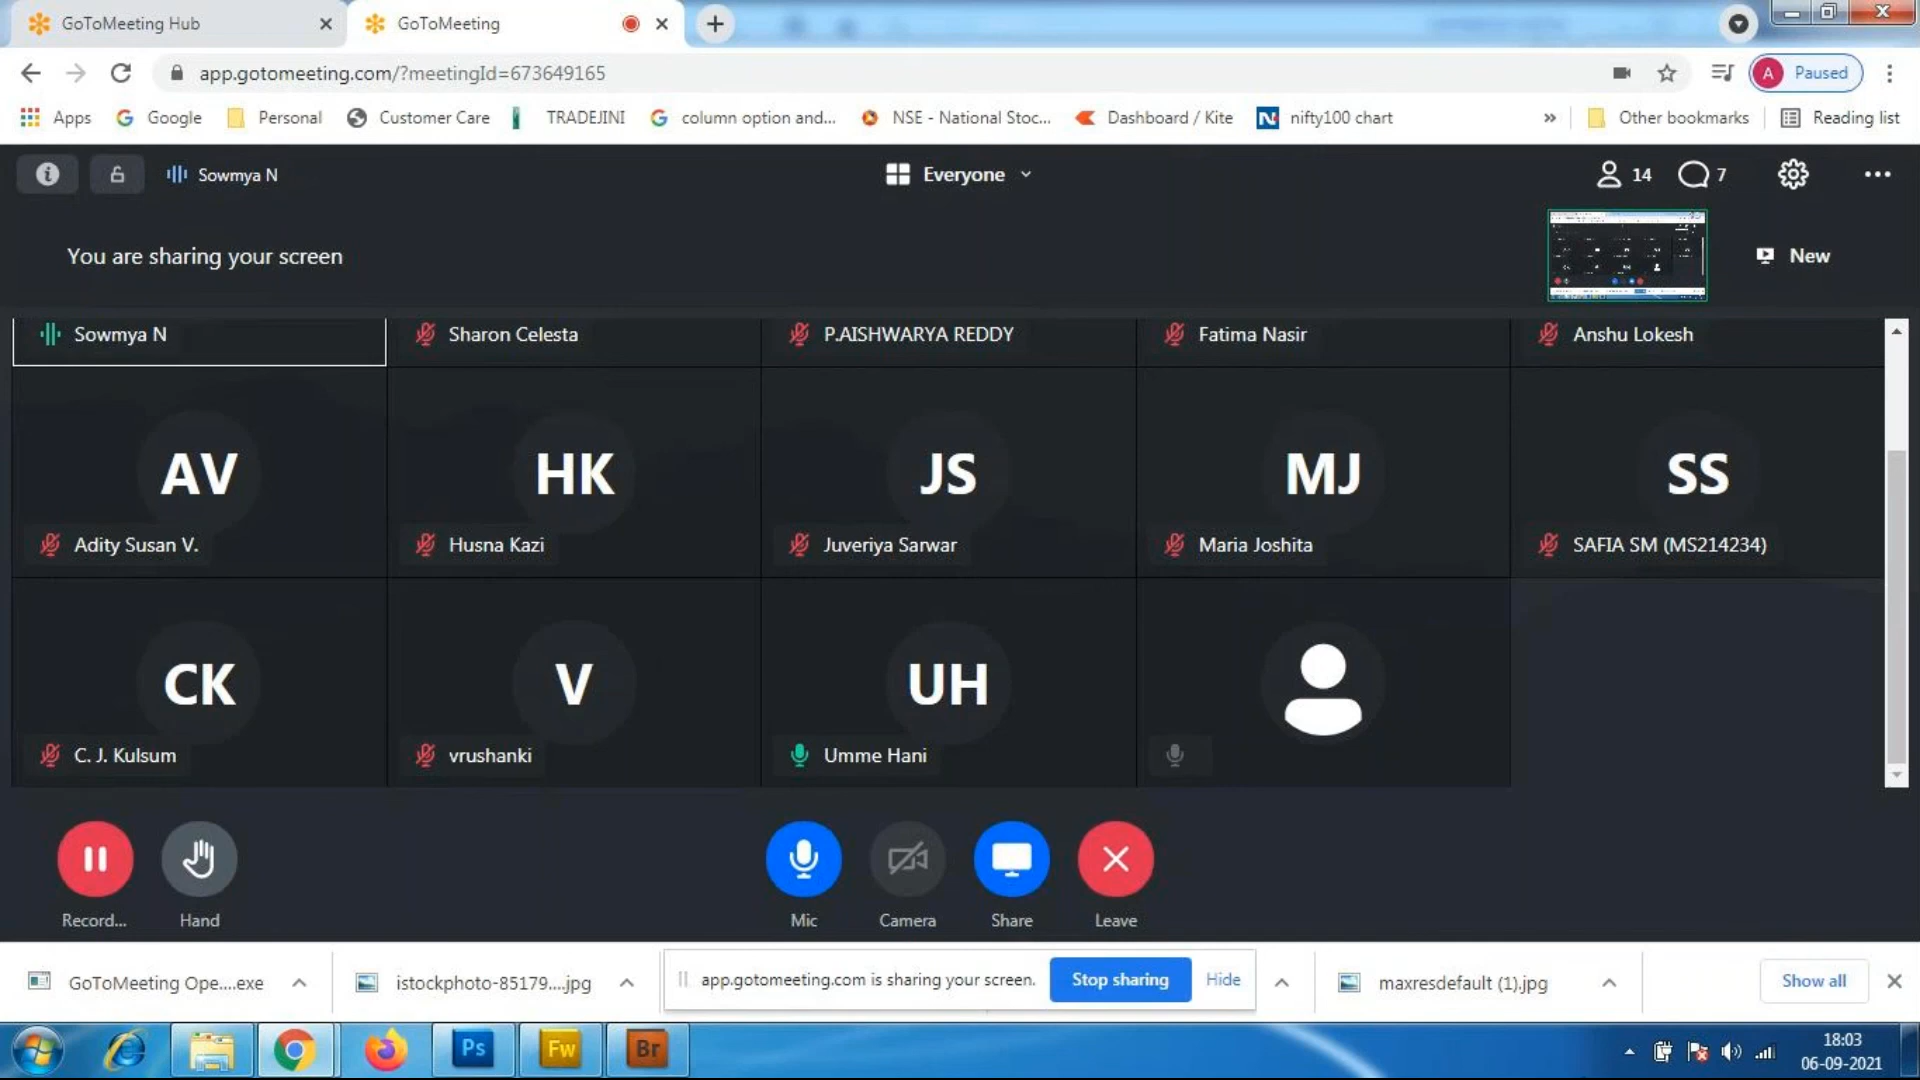 GoToMeeting Hub
GoToMeeting
app.gotomeeting.com/?meetingId=673649165
A Paused
Apps Google Personal Customer Care TRADEJINI column option and... NSE - National Stoc... Dashboard / Kite nifty100 chart » Other bookmarks Reading list
Sowmya N
Everyone
14 7
You are sharing your screen
New
Sowmya N Sharon Celesta P.AISHWARYA REDDY Fatima Nasir Anshu Lokesh
AV HK JS MJ SS
Adity Susan V. Husna Kazi Juveriya Sarwar Maria Joshita SAFIA SM (MS214234)
CK V UH
C. J. Kulsum vrushanki Umme Hani
Record... Hand Mic Camera Share Leave
GoToMeeting Ope....exe istockphoto-85179....jpg app.gotomeeting.com is sharing your screen. Stop sharing Hide maxresdefault (1).jpg Show all
Ps Fw Br
18:03
06-09-2021